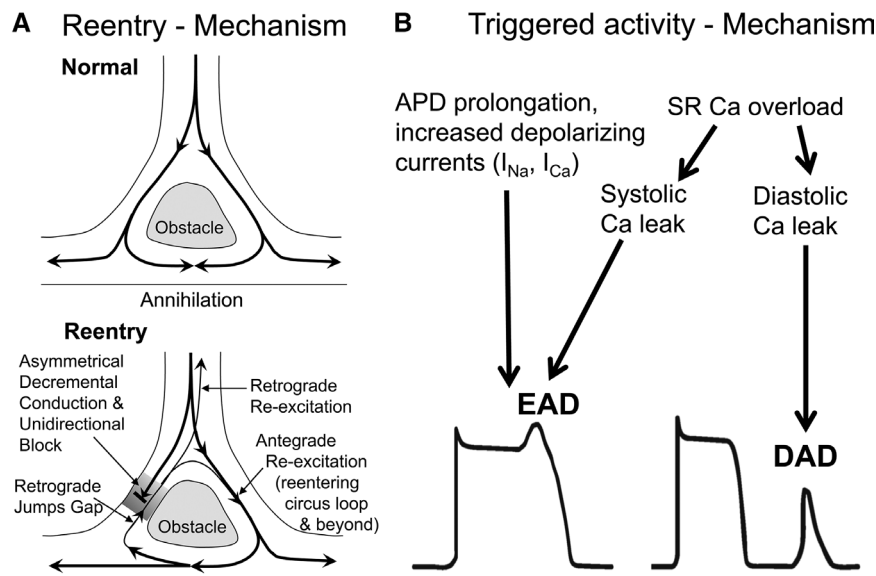 A Reentry - Mechanism
Normal
Obstacle
Annihilation
Reentry
Asymmetrical
Decremental
Conduction &
Unidirectional
Block
Retrograde
Re-excitation
Antegrade
Re-excitation
(reentering
circus loop
& beyond)
Retrograde
Jumps Gap
Obstacle
B Triggered activity - Mechanism
APD prolongation,
increased depolarizing
currents (INa, ICa)
SR Ca overload
Systolic
Ca leak
Diastolic
Ca leak
EAD
DAD